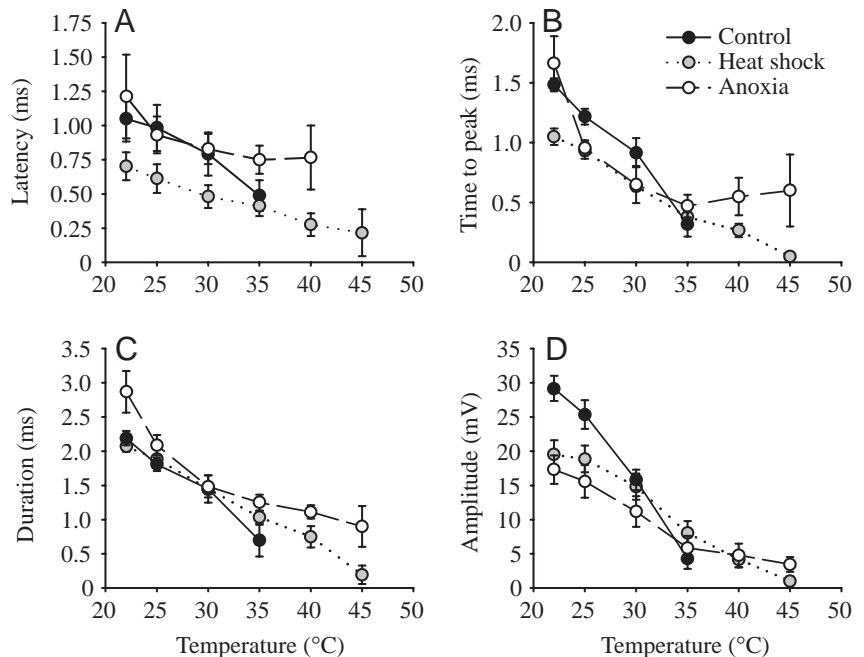 A
Latency (ms)
1.75
1.50
1.25
1.00
0.75
0.50
0.25
0
20 25 30 35 40 45 50
B
Time to peak (ms)
2.0
1.5
1.0
0.5
0
20 25 30 35 40 45 50
Control
Heat shock
Anoxia
C
Duration (ms)
3.5
3.0
2.5
2.0
1.5
1.0
0.5
0
20 25 30 35 40 45 50
Temperature (°C)
D
Amplitude (mV)
35
30
25
20
15
10
5
0
20 25 30 35 40 45 50
Temperature (°C)